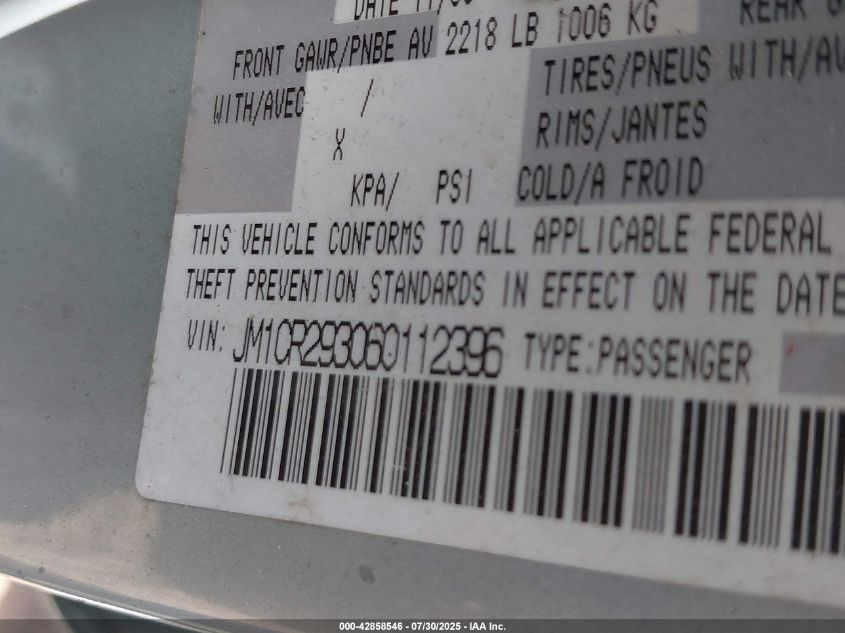 DATE
REAR
FRONT GAWR/PNBE AV 2218 LB 1006 KG
TIRES/PNEUS WITH/AV
WITH/AVEC /
RIMS/JANTES
X
KPA/ PSI COLD/A FROID
THIS VEHICLE CONFORMS TO ALL APPLICABLE FEDERAL
THEFT PREVENTION STANDARDS IN EFFECT ON THE DATE
VIN: JM1CR293060112396 TYPE:PASSENGER
000-42858546 / 07/30/2025 - IAA Inc.